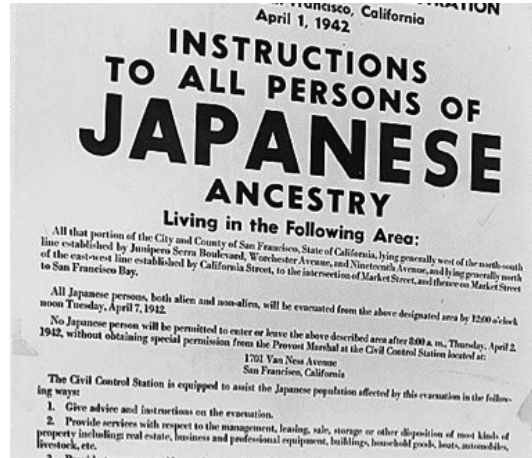 San Francisco, California
April 1, 1942
INSTRUCTIONS
TO ALL PERSONS OF
JAPANESE
ANCESTRY
Living in the Following Area:
All that portion of the City and County of San Francisco, State of California, lying generally west of the north-south
line established by Junipero Serra Boulevard, Worchester Avenue, and Nineteenth Avenue, and lying generally north
of the east-west line established by California Street, to the intersection of Market Street, and thence on Market Street
to San Francisco Bay.
All Japanese persons, both alien and non-alien, will be evacuated from the above designated area by 12:00 o'clock
noon Tuesday, April 7, 1942.
No Japanese person will be permitted to enter or leave the above described area after 8:00 a. m., Thursday, April 2,
1942, without obtaining special permission from the Provost Marshal at the Civil Control Station located at:
1701 Van Ness Avenue
San Francisco, California
The Civil Control Station is equipped to assist the Japanese population affected by this evacuation in the follow-
ing ways:
1. Give advice and instructions on the evacuation.
2. Provide services with respect to the management, leasing, sale, storage or other disposition of most kinds of
property including: real estate, business and professional equipment, buildings, household goods, boats, automobiles,
livestock, etc.